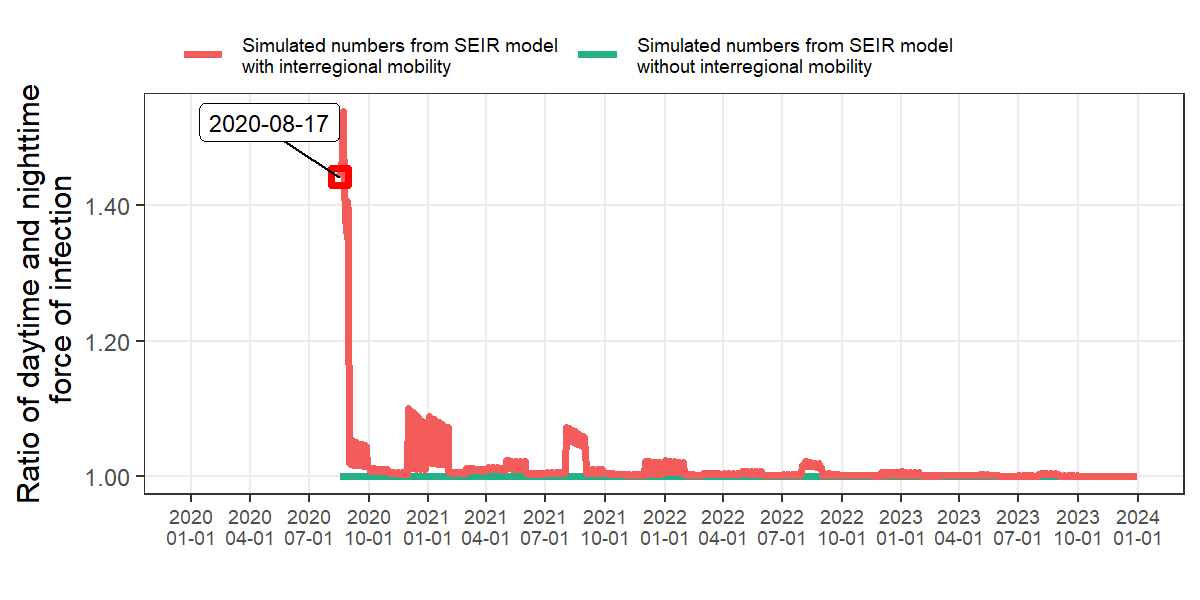 Simulated numbers from SEIR model
with interregional mobility
Simulated numbers from SEIR model
without interregional mobility
Ratio of daytime and nighttime
force of infection
2020-08-17
1.40
1.20
1.00
2020 2020 2020 2020 2021 2021 2021 2021 2022 2022 2022 2022 2023 2023 2023 2023 2024
01-01 04-01 07-01 10-01 01-01 04-01 07-01 10-01 01-01 04-01 07-01 10-01 01-01 04-01 07-01 10-01 01-01